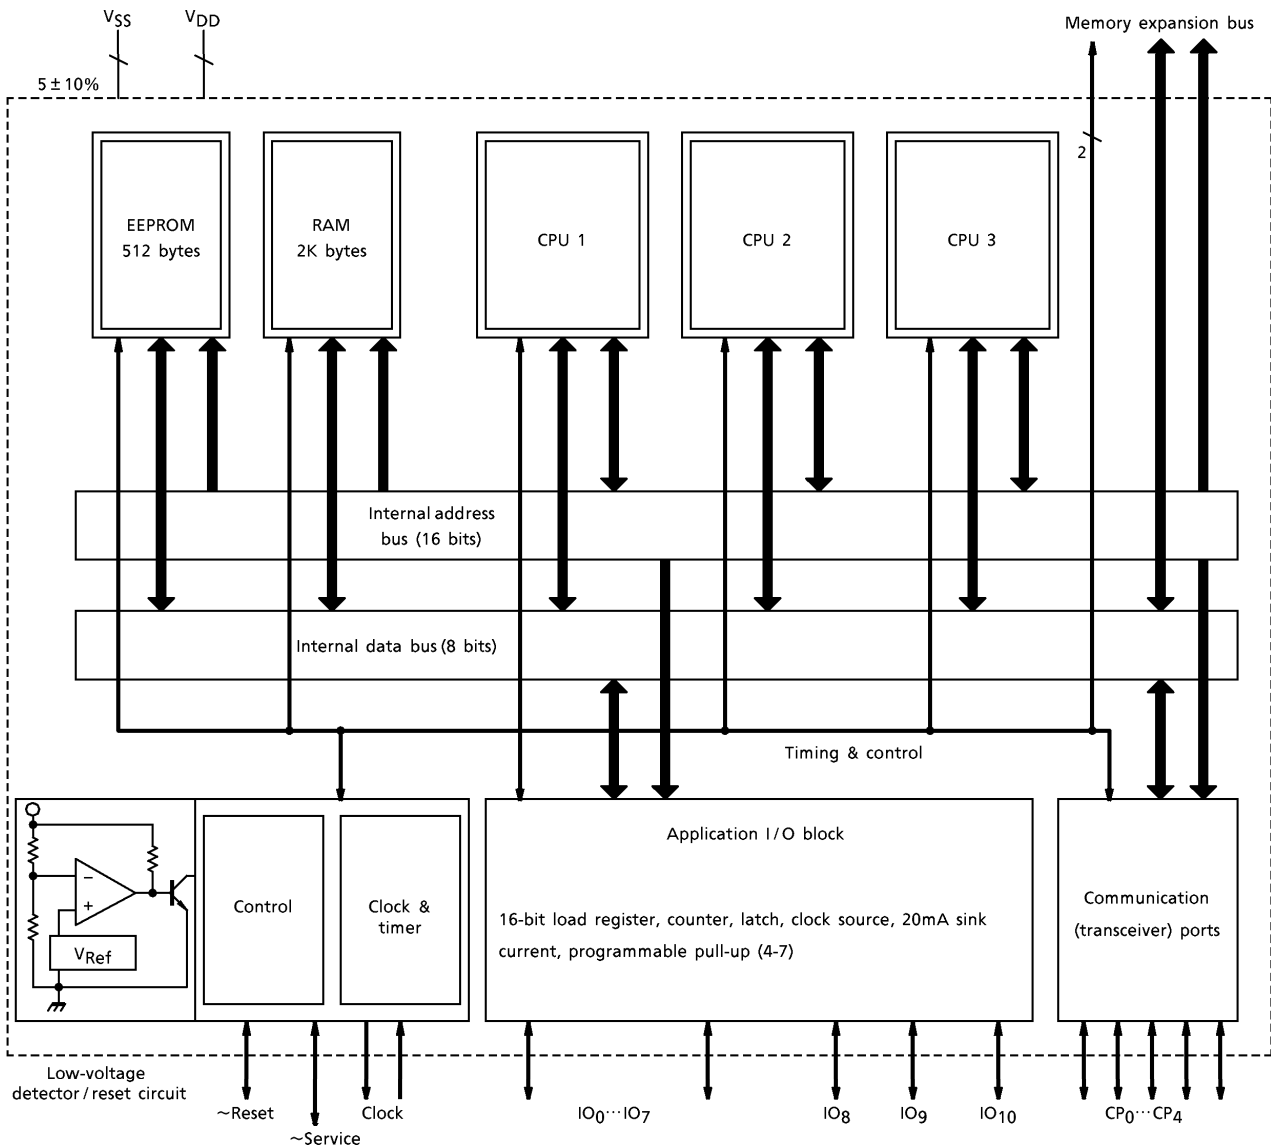 VSS
VDD
Memory expansion bus
5 ± 10%
2
EEPROM
512 bytes
RAM
2K bytes
CPU 1
CPU 2
CPU 3
Internal address
bus (16 bits)
Internal data bus (8 bits)
Timing & control
Application I/O block
Control
Clock &
timer
16-bit load register, counter, latch, clock source, 20mA sink
current, programmable pull-up (4-7)
Communication
(transceiver) ports
−
+
VRef
Low-voltage
detector/reset circuit
~Reset
~Service
Clock
IO0···IO7
IO8
IO9
IO10
CP0···CP4